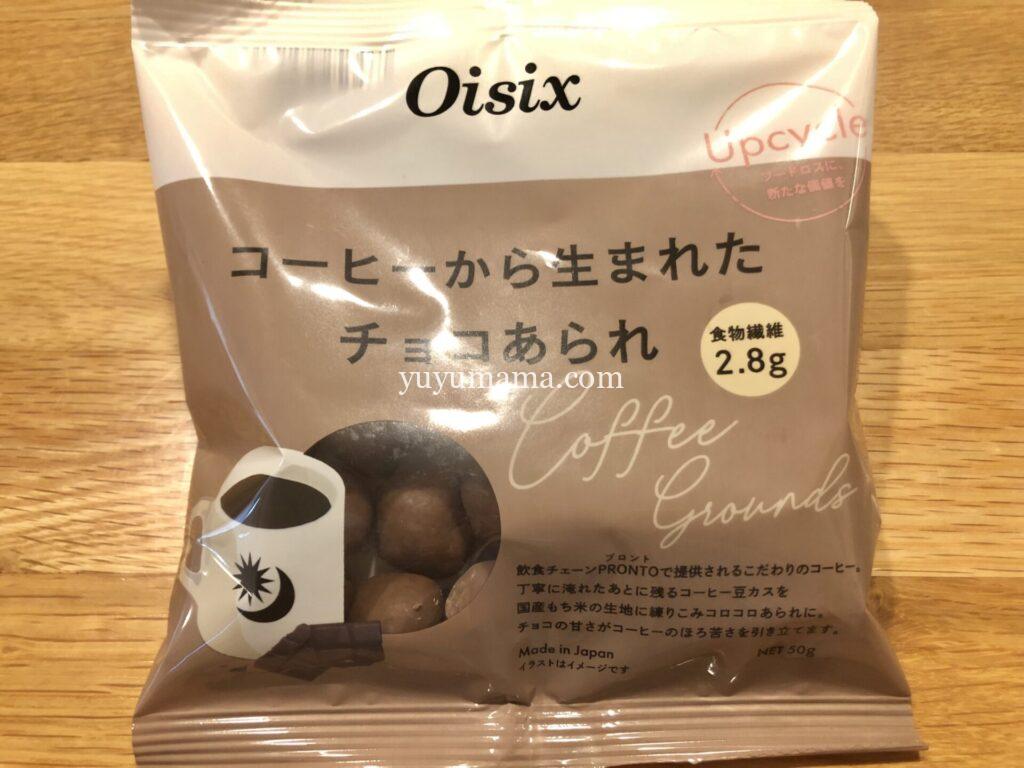 Oisix
Upcycle
フードロスに、
新たな価値を
コーヒーから生まれた
チョコあられ
食物繊維
2.8g
yuyumama.com
Coffee
Grounds
プロント
飲食チェーンPRONTOで提供されるこだわりのコーヒー。
丁寧に淹れたあとに残るコーヒー豆カスを
国産もち米の生地に練りこみコロコロあられに。
チョコの甘さがコーヒーのほろ苦さを引き立てます。
Made in Japan
NET 50g
イラストはイメージです